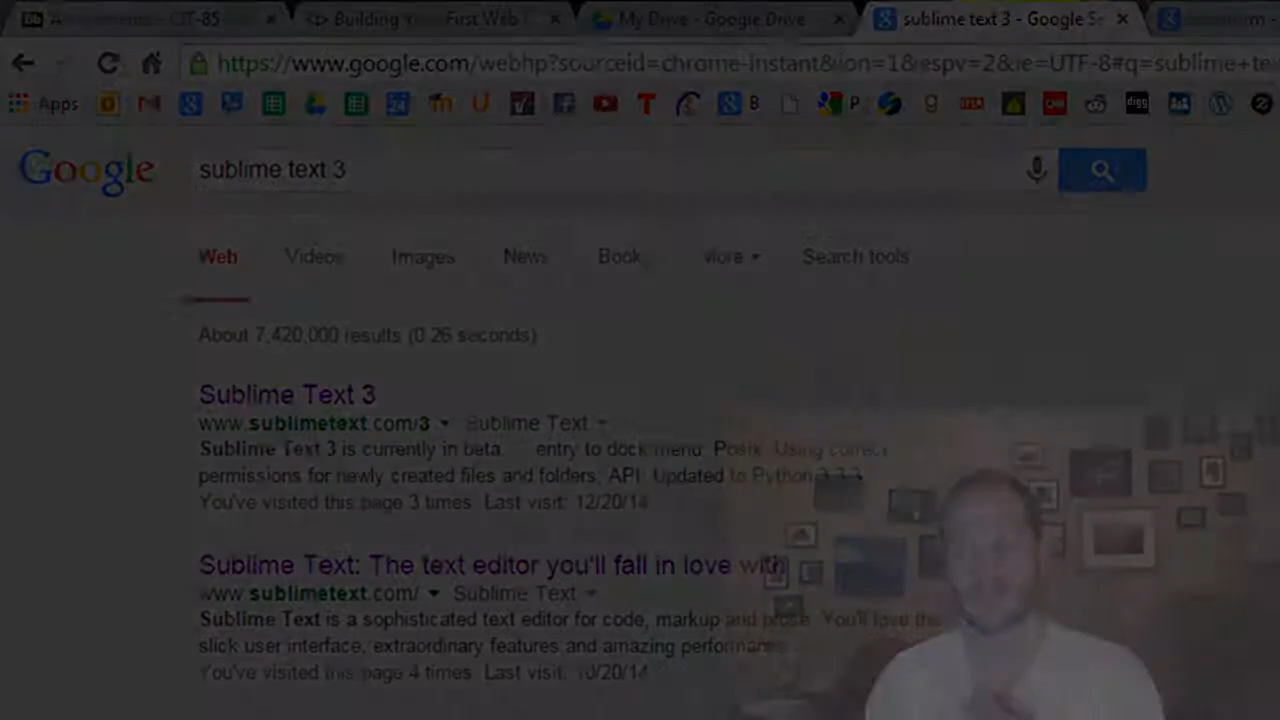 CIT-85
<> Building Your First Web
My Drive - Google Drive
sublime text 3 - Google Se
https://www.google.com/webhp?sourceid=chrome-instant&ion=1&espv=2&ie=UTF-8#q=sublime+te
Apps
B
P
Google
sublime text 3
Web Videos Images News Book More Search tools
About 7,420,000 results (0.26 seconds)
Sublime Text 3
www.sublimetext.com/3 Sublime Text
Sublime Text 3 is currently in beta. entry to dock menu; Posix: Using correct
permissions for newly created files and folders; API: Updated to Python 3.3.3
You've visited this page 3 times. Last visit: 12/20/14
Sublime Text: The text editor you'll fall in love with
www.sublimetext.com/ Sublime Text
Sublime Text is a sophisticated text editor for code, markup and prose. You'll love the
slick user interface, extraordinary features and amazing performance
You've visited this page 4 times. Last visit: 10/20/14